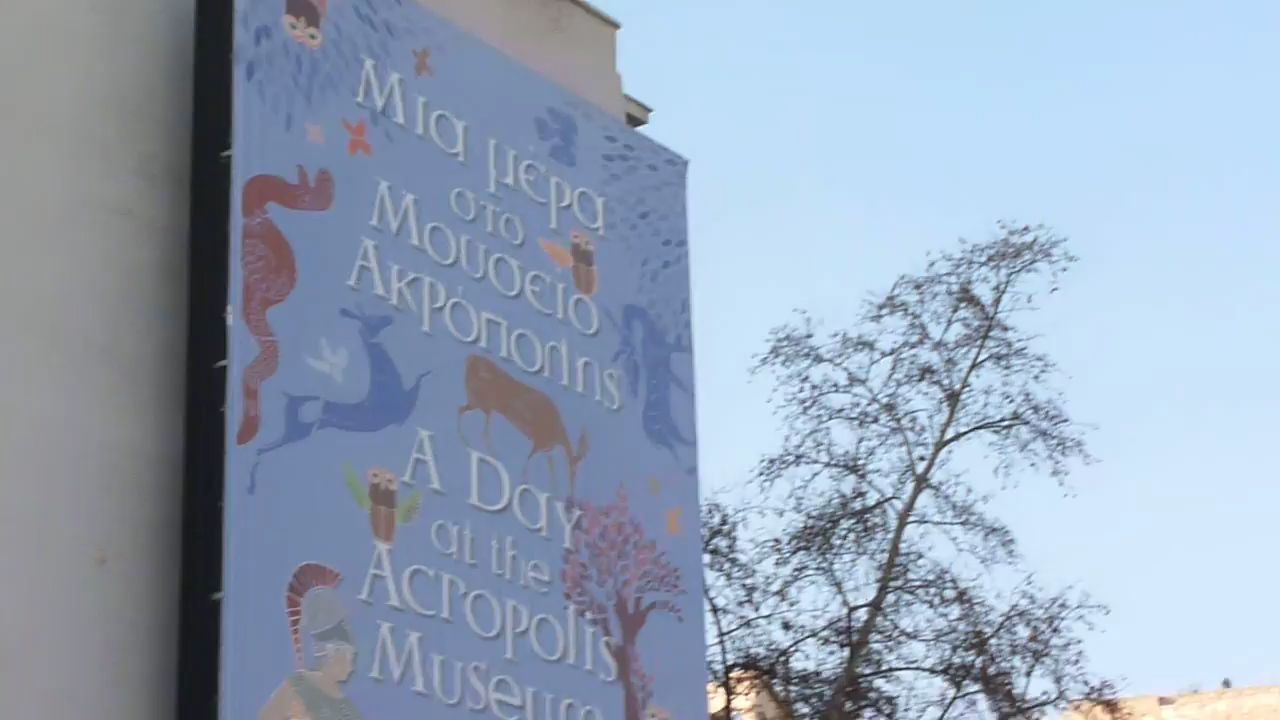 Μια μέρα
στο
Μουσείο
Ακρόπολης
A Day
at the
Acropolis
Museum